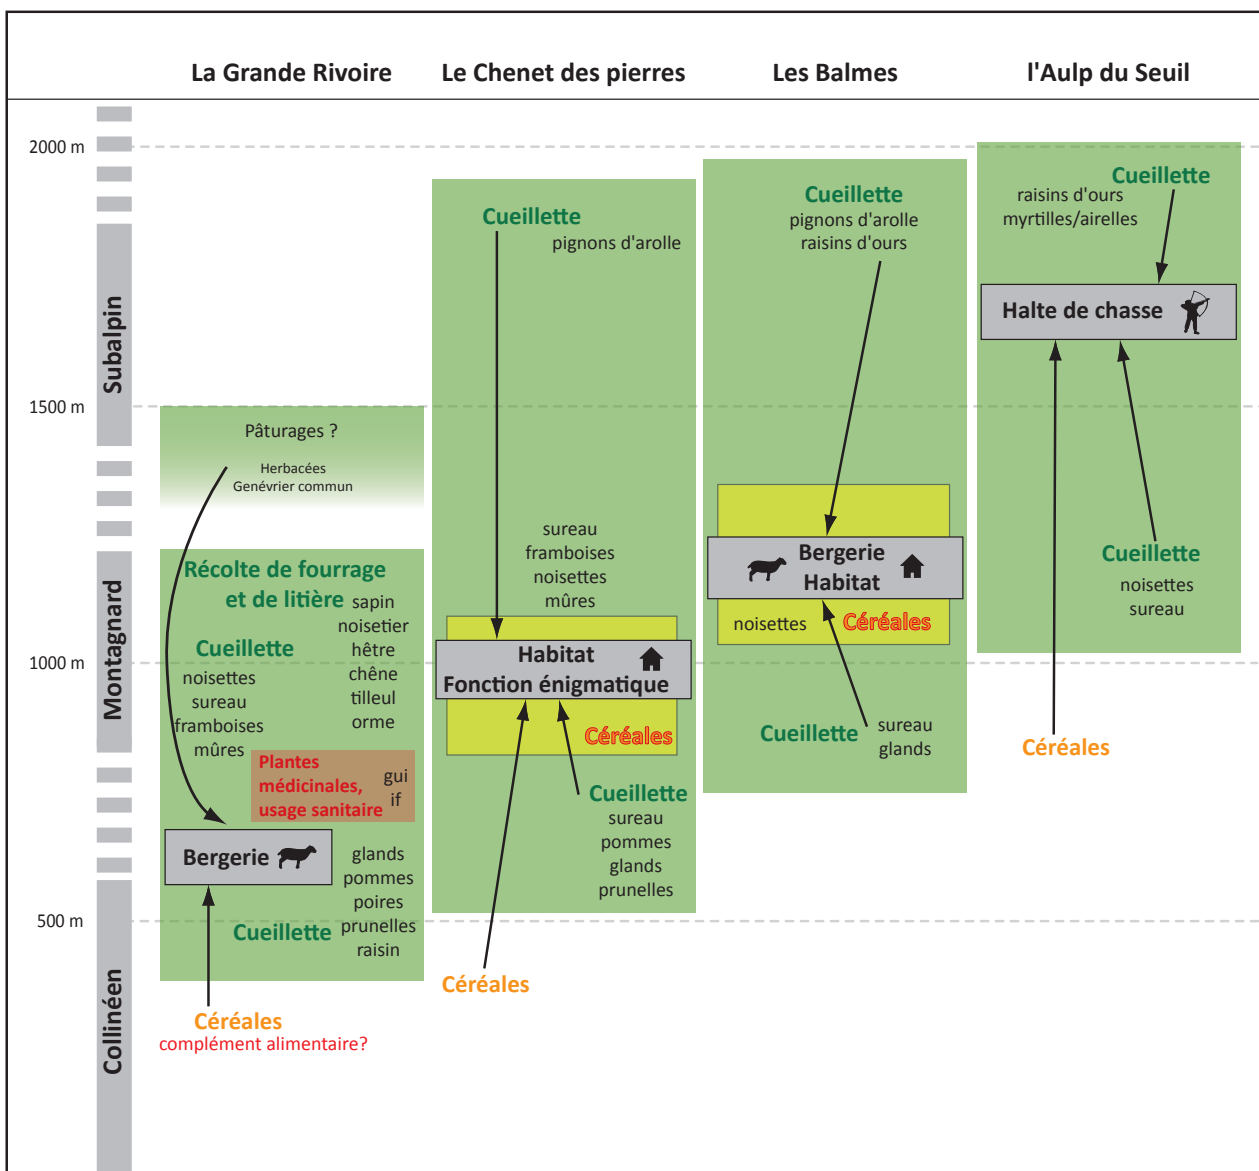 La Grande Rivoire
Le Chenet des pierres
Les Balmes
l'Aulp du Seuil
2000 m
1500 m
1000 m
500 m
Subalpin
Montagnard
Collinéen
Pâturages ?
Herbacées
Genévrier commun
Récolte de fourrage
et de litière
sapin
noisetier
hêtre
chêne
tilleul
orme
Cueillette
noisettes
sureau
framboises
mûres
Plantes
médicinales,
usage sanitaire
gui
if
Bergerie
glands
pommes
poires
prunelles
raisin
Cueillette
Céréales
complément alimentaire?
Cueillette
pignons d'arolle
sureau
framboises
noisettes
mûres
Habitat
Fonction énigmatique
Céréales
Cueillette
sureau
pommes
glands
prunelles
Céréales
Cueillette
pignons d'arolle
raisins d'ours
Bergerie
Habitat
noisettes
Céréales
Cueillette
sureau
glands
Cueillette
raisins d'ours
myrtilles/airelles
Halte de chasse
Cueillette
noisettes
sureau
Céréales